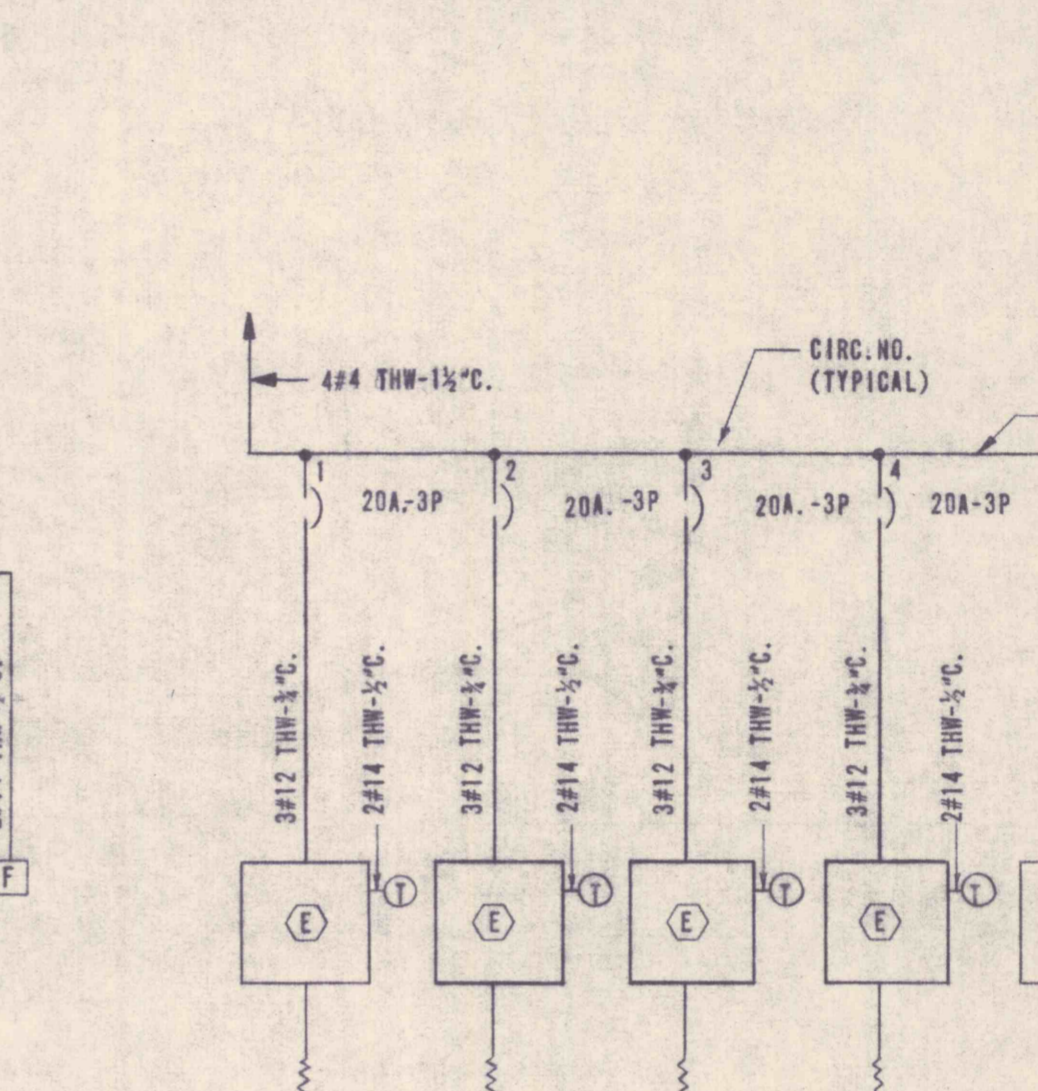 CIRC. NO.
(TYPICAL)
4#4 THW-1½"C.
1
2
3
4
20A.-3P
20A.-3P
20A.-3P
20A-3P
3#12 THW-¾"C.
2#14 THW-½"C.
3#12 THW-¾"C.
2#14 THW-½"C.
3#12 THW-¾"C.
2#14 THW-½"C.
3#12 THW-¾"C.
2#14 THW-½"C.
F
T
T
T
T
E
E
E
E